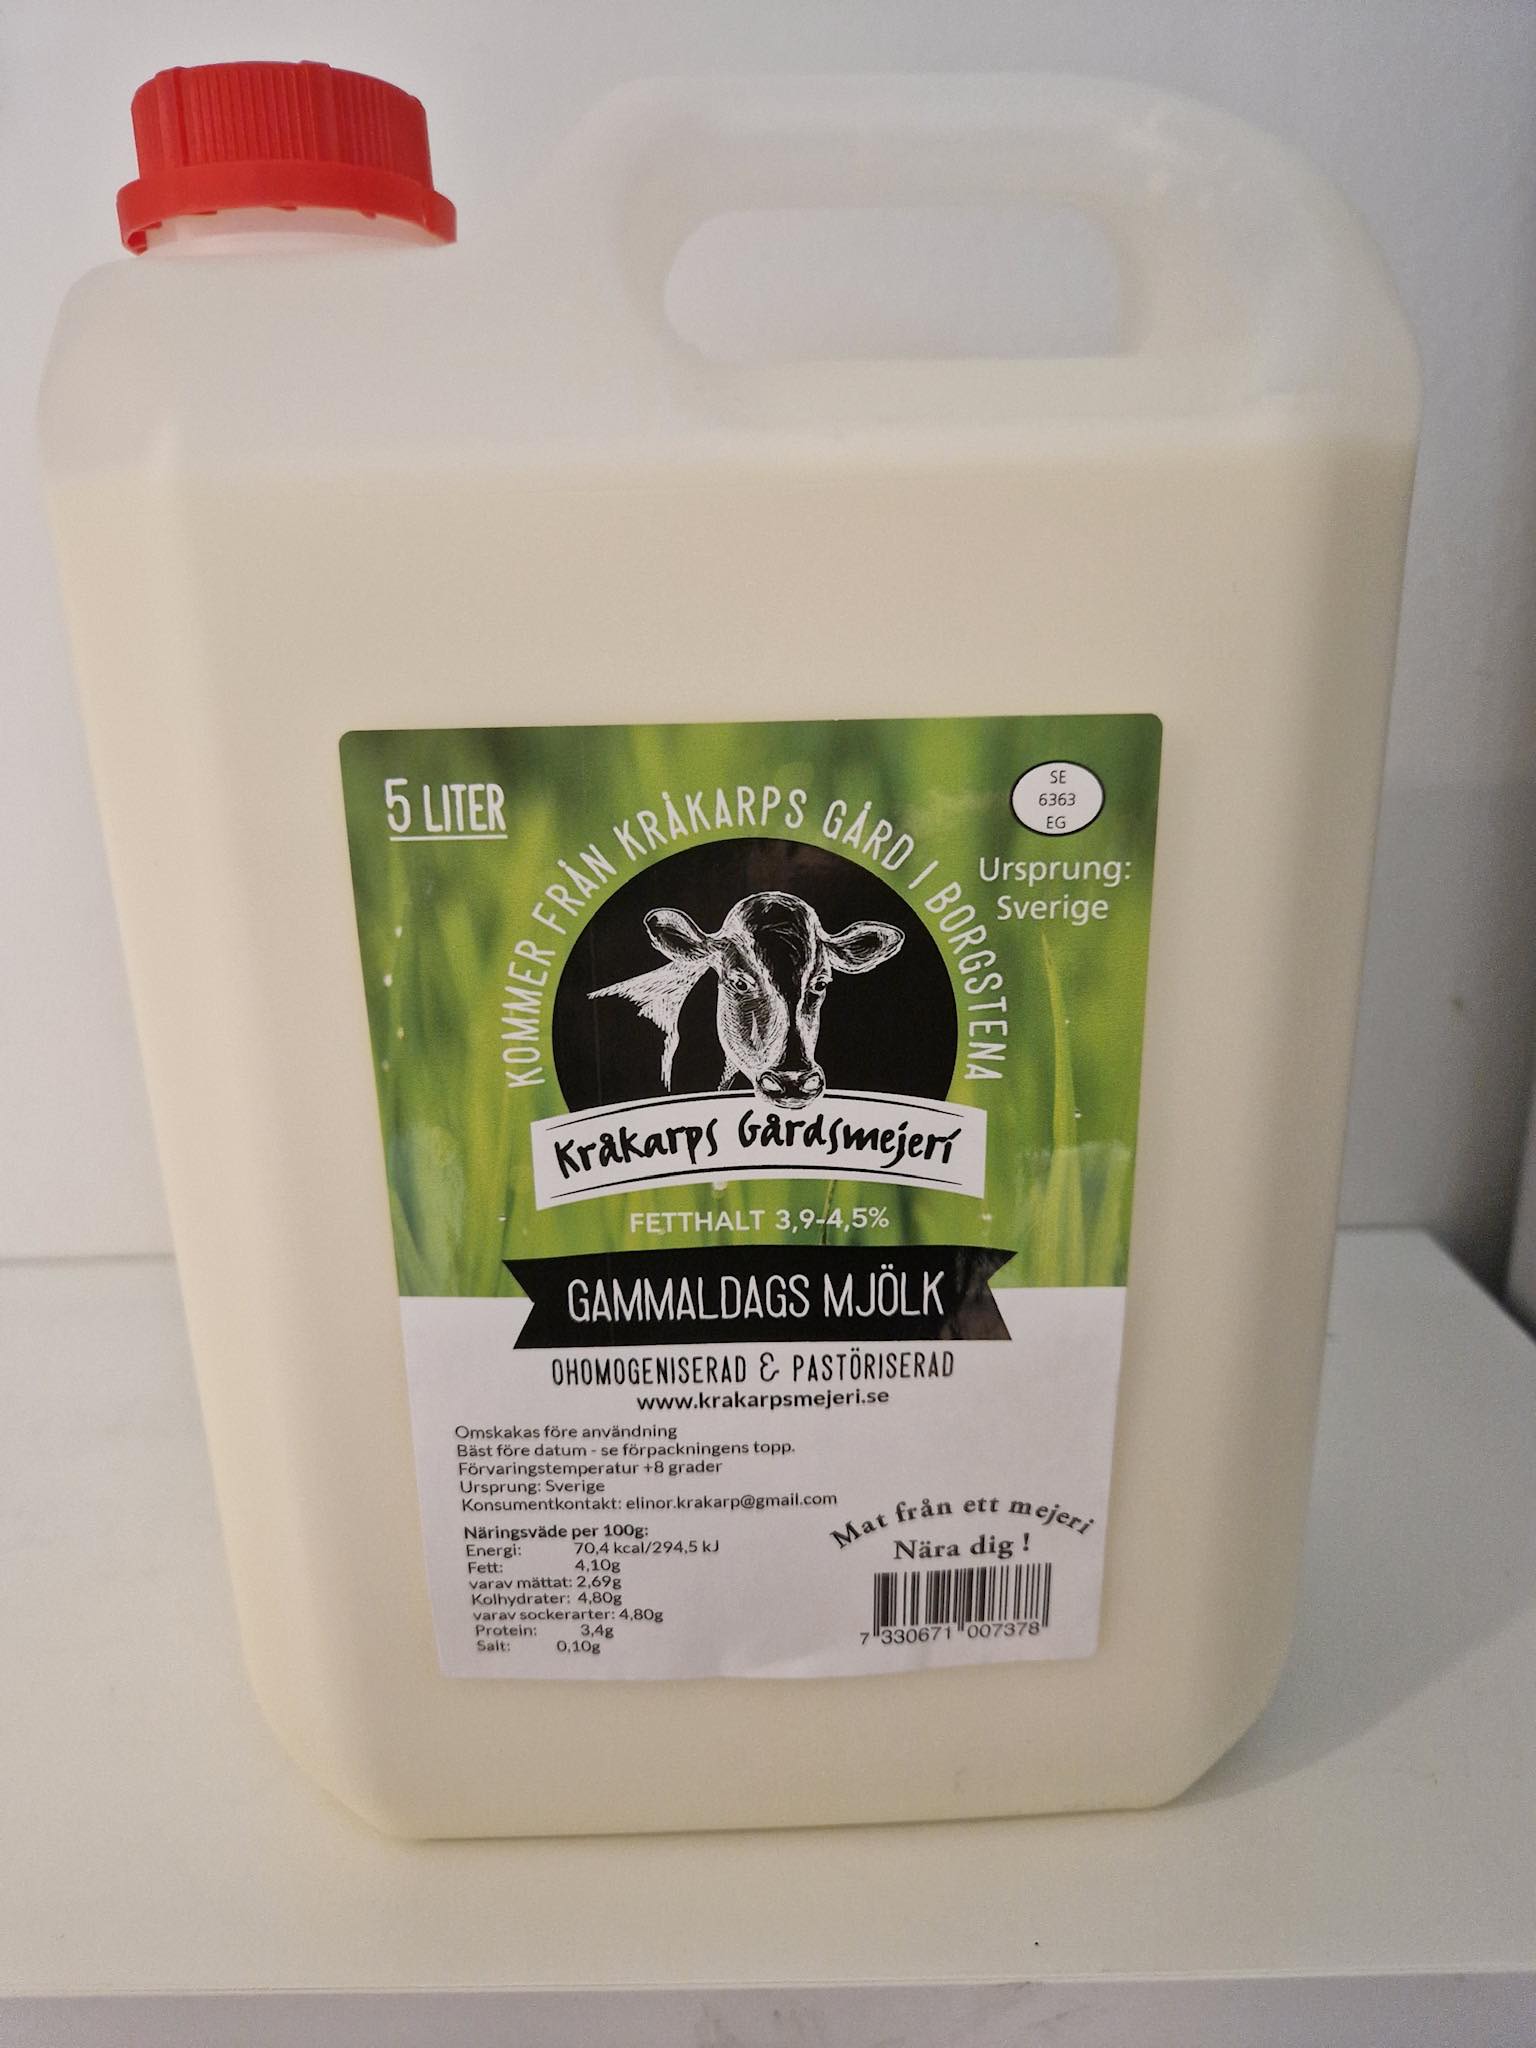 5 LITER
KOMMER FRÅN KRÅKARPS GÅRD I BORGSTENA
SE
6363
EG
Ursprung:
Sverige
Kråkarps Gårdsmejeri
FETTHALT 3,9-4,5%
GAMMALDAGS MJÖLK
OHOMOGENISERAD & PASTÖRISERAD
www.krakarpsmejeri.se
Omskakas före användning
Bäst före datum - se förpackningens topp.
Förvaringstemperatur +8 grader
Ursprung: Sverige
Konsumentkontakt: elinor.krakarp@gmail.com
Näringsväde per 100g:
Energi: 70,4 kcal/294,5 kJ
Fett: 4,10g
varav mättat: 2,69g
Kolhydrater: 4,80g
varav sockerarter: 4,80g
Protein: 3,4g
Salt: 0,10g
Mat från ett mejeri
Nära dig !
7 330671 007378